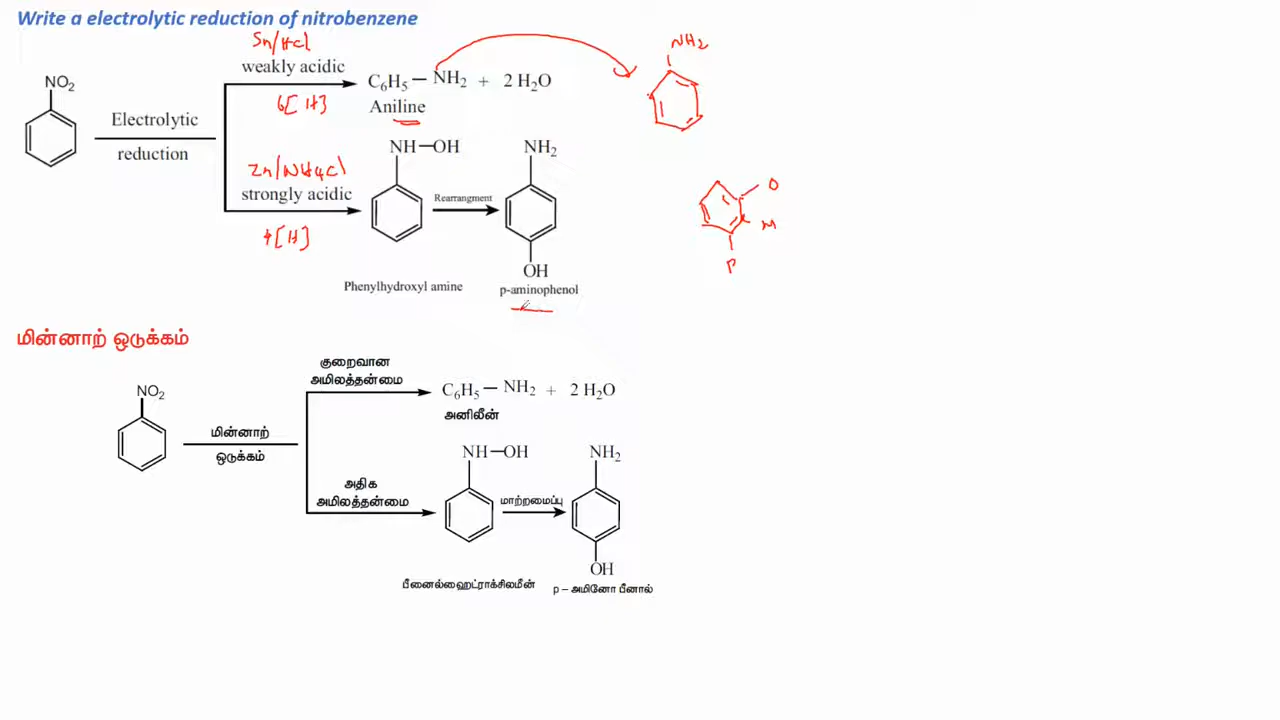 Write a electrolytic reduction of nitrobenzene
NO2
Electrolytic
reduction
Sn/HCl
weakly acidic
6[H]
C6H5 — NH2 + 2 H2O
Aniline
NH2
Zn/NH4Cl
strongly acidic
4[H]
NH—OH
Rearrangment
NH2
OH
Phenylhydroxyl amine
p-aminophenol
O
M
P
மின்னாற் ஒடுக்கம்
NO2
மின்னாற்
ஒடுக்கம்
குறைவான
அமிலத்தன்மை
C6H5 — NH2 + 2 H2O
அனிலீன்
அதிக
அமிலத்தன்மை
NH—OH
மாற்றமைப்பு
NH2
OH
பீனைல்ஹைட்ராக்சிலமீன்
p – அமினோ பீனால்